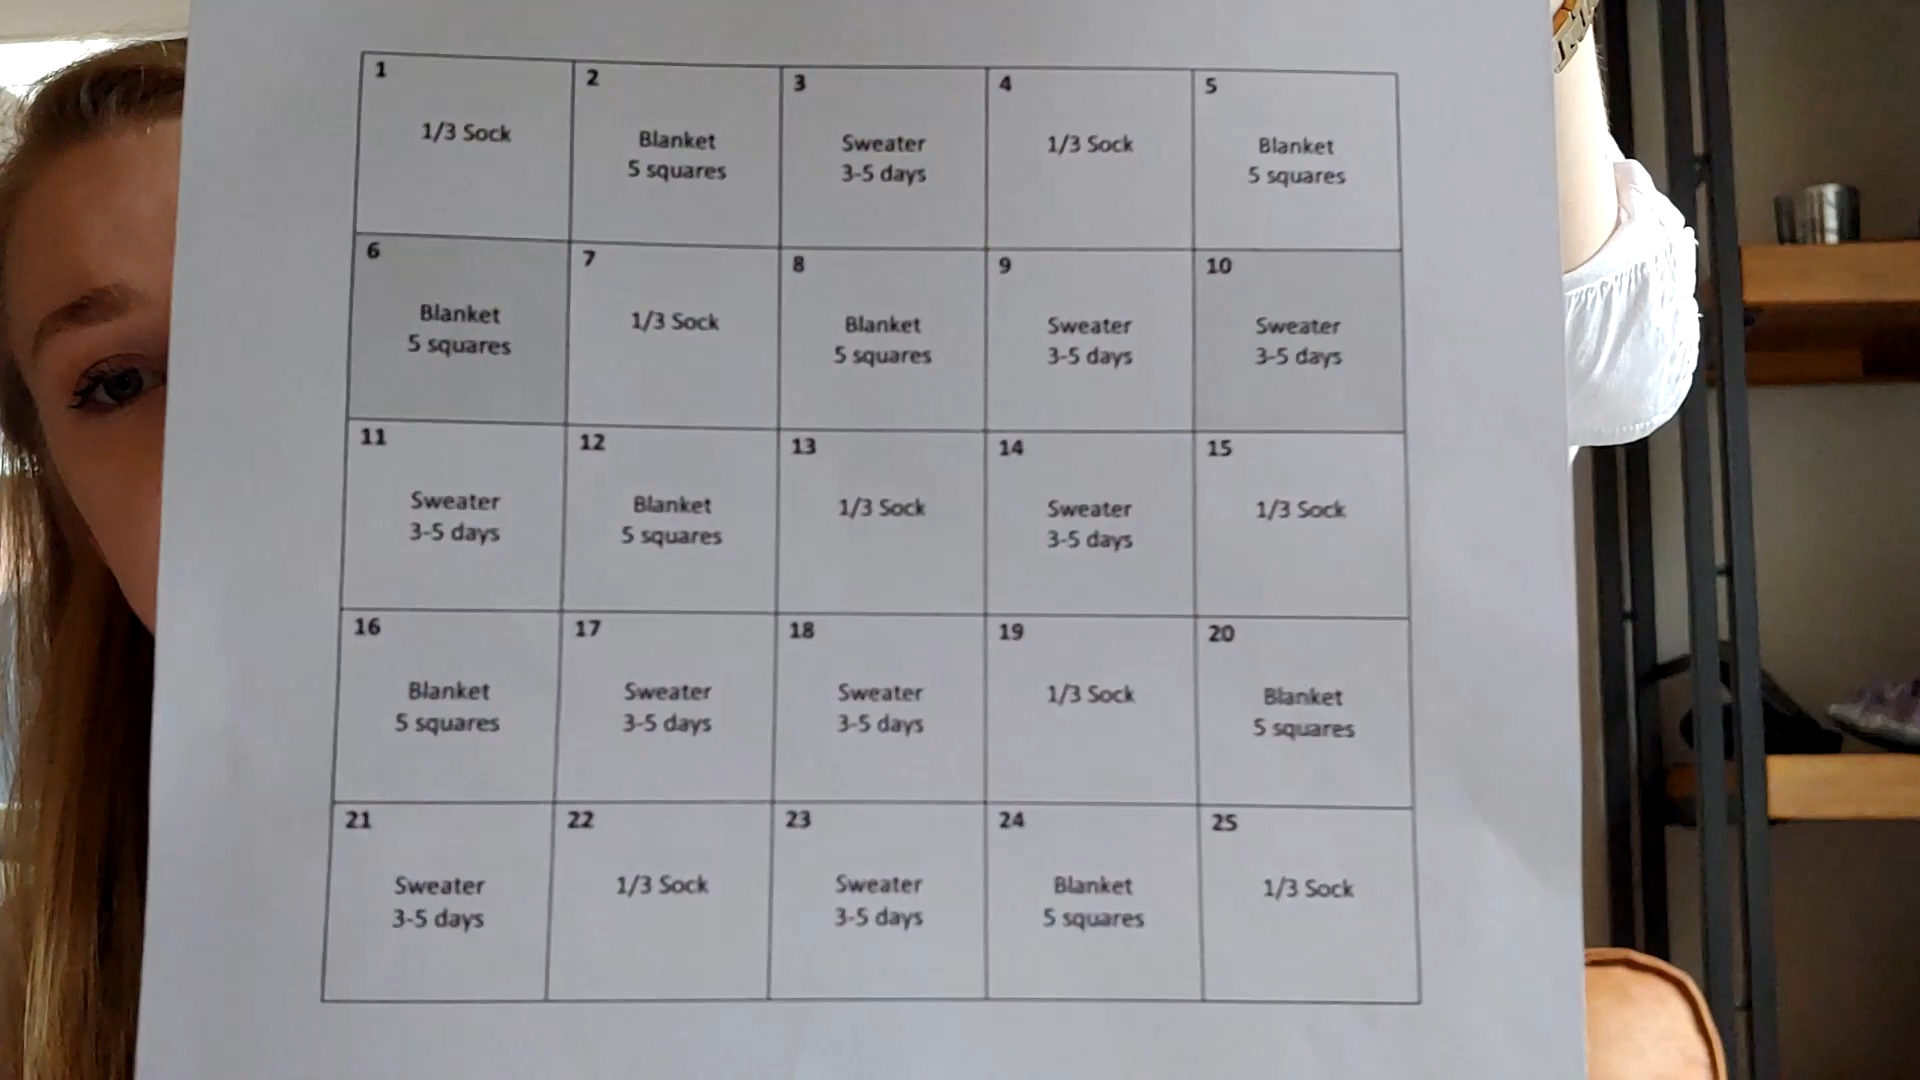 1
1/3 Sock
2
Blanket
5 squares
3
Sweater
3-5 days
4
1/3 Sock
5
Blanket
5 squares
6
Blanket
5 squares
7
1/3 Sock
8
Blanket
5 squares
9
Sweater
3-5 days
10
Sweater
3-5 days
11
Sweater
3-5 days
12
Blanket
5 squares
13
1/3 Sock
14
Sweater
3-5 days
15
1/3 Sock
16
Blanket
5 squares
17
Sweater
3-5 days
18
Sweater
3-5 days
19
1/3 Sock
20
Blanket
5 squares
21
Sweater
3-5 days
22
1/3 Sock
23
Sweater
3-5 days
24
Blanket
5 squares
25
1/3 Sock